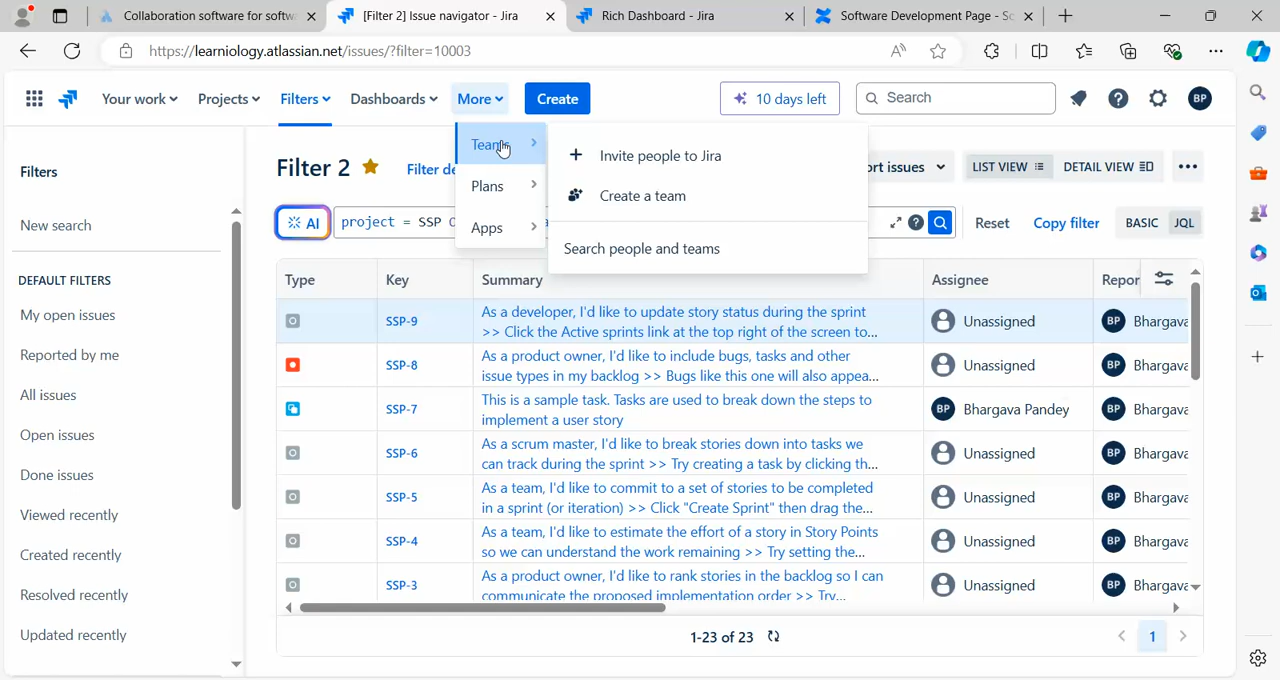 Collaboration software for softwa
[Filter 2] Issue navigator - Jira
Rich Dashboard - Jira
Software Development Page - Sc
https://learniology.atlassian.net/issues/?filter=10003
Your work
Projects
Filters
Dashboards
More
Create
10 days left
Search
BP
Filters
New search
DEFAULT FILTERS
My open issues
Reported by me
All issues
Open issues
Done issues
Viewed recently
Created recently
Resolved recently
Updated recently
Filter 2
Filter de
ort issues
LIST VIEW
DETAIL VIEW
AI
project = SSP O
Reset
Copy filter
BASIC
JQL
Plans
Apps
Invite people to Jira
Create a team
Search people and teams
Type
Key
Summary
Assignee
Repor
SSP-9
As a developer, I'd like to update story status during the sprint
>> Click the Active sprints link at the top right of the screen to...
Unassigned
BP Bhargava
SSP-8
As a product owner, I'd like to include bugs, tasks and other
issue types in my backlog >> Bugs like this one will also appea...
Unassigned
BP Bhargava
SSP-7
This is a sample task. Tasks are used to break down the steps to
implement a user story
BP Bhargava Pandey
BP Bhargava
SSP-6
As a scrum master, I'd like to break stories down into tasks we
can track during the sprint >> Try creating a task by clicking th...
Unassigned
BP Bhargava
SSP-5
As a team, I'd like to commit to a set of stories to be completed
in a sprint (or iteration) >> Click "Create Sprint" then drag the...
Unassigned
BP Bhargava
SSP-4
As a team, I'd like to estimate the effort of a story in Story Points
so we can understand the work remaining >> Try setting the...
Unassigned
BP Bhargava
SSP-3
As a product owner, I'd like to rank stories in the backlog so I can
communicate the proposed implementation order >> Try...
Unassigned
BP Bhargava
1-23 of 23
1